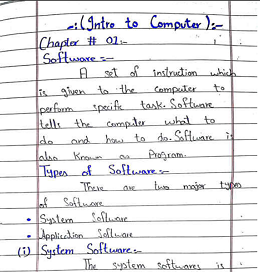 -:(Intro to Computer):-
Chapter # 01:-
Software:-
A set of instruction which
is given to the computer to
perform specific task. Software
tells the computer what to
do and how to do. Software is
also known as Program.
Types of Software:-
There are two major types
of Software
• System Software
• Application Software
(i) System Software:-
The system softwares is